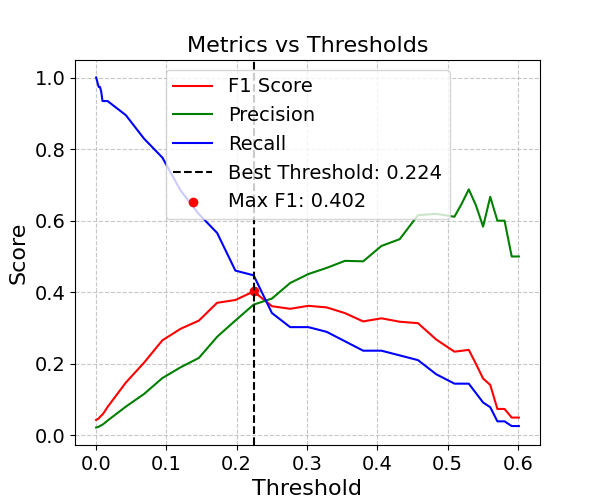 Metrics vs Thresholds
F1 Score
Precision
Recall
Best Threshold: 0.224
Max F1: 0.402
Score
1.0
0.8
0.6
0.4
0.2
0.0
0.0 0.1 0.2 0.3 0.4 0.5 0.6
Threshold